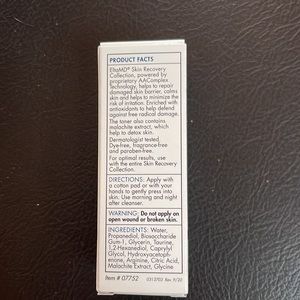 PRODUCT FACTS
EltaMD® Skin Recovery
Collection, powered by
proprietary AAComplex
Technology, helps to repair
damaged skin barrier, calms
skin and helps to minimize the
risk of irritation. Enriched with
antioxidants to help defend
against free radical damage.
The toner also contains
malachite extract, which
help to detox skin.
Dermatologist tested.
Dye-free, fragrance-free
and paraben-free.
For optimal results, use
with the entire Skin Recovery
Collection.
DIRECTIONS: Apply with
a cotton pad or with your
hands to gently press into
skin. Use morning and night
after cleanser.
WARNING: Do not apply on
open wound or broken skin.
INGREDIENTS: Water,
Propanediol, Biosaccharide
Gum-1, Glycerin, Taurine,
1,2-Hexanediol, Caprylyl
Glycol, Hydroxyacetoph-
enone, Arginine, Citric Acid,
Malachite Extract, Glycine
Item # 07752
Rev. 9/20